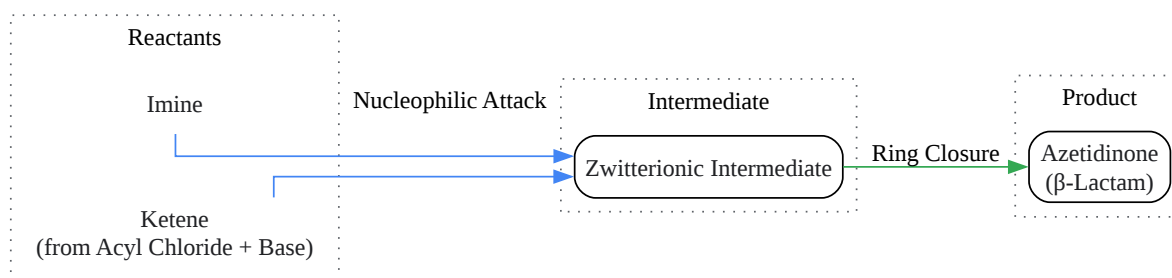 Reactants
Imine
Ketene
(from Acyl Chloride + Base)
Nucleophilic Attack
Intermediate
Zwitterionic Intermediate
Ring Closure
Product
Azetidinone
(β-Lactam)